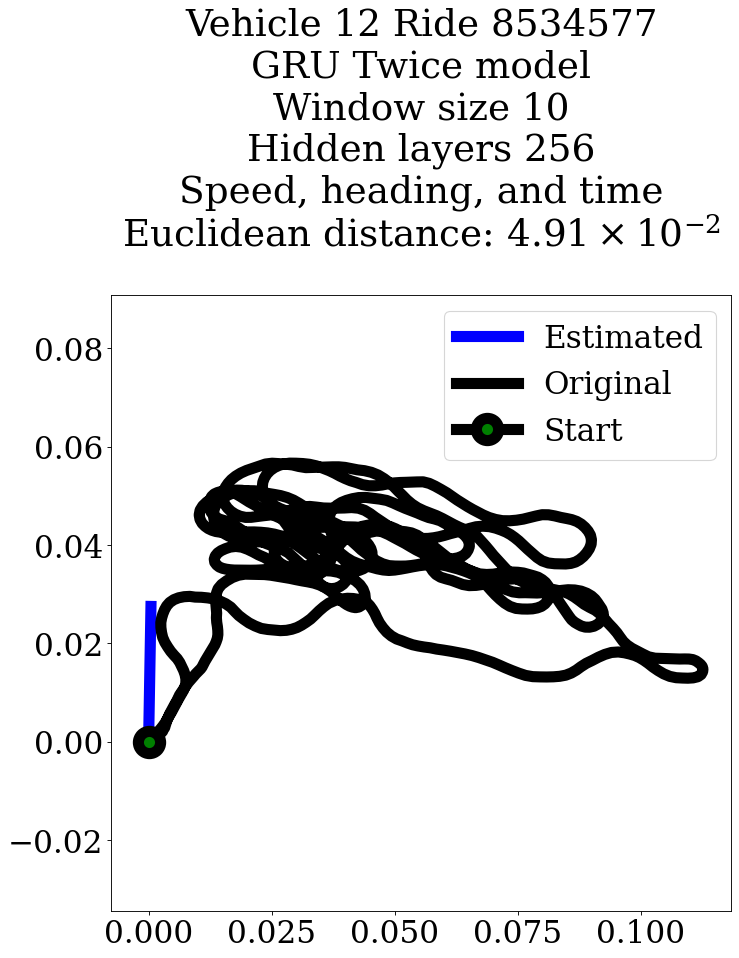 Vehicle 12 Ride 8534577
GRU Twice model
Window size 10
Hidden layers 256
Speed, heading, and time
Euclidean distance: 4.91 × 10⁻²
Estimated
Original
Start
0.08
0.06
0.04
0.02
0.00
−0.02
0.000 0.025 0.050 0.075 0.100